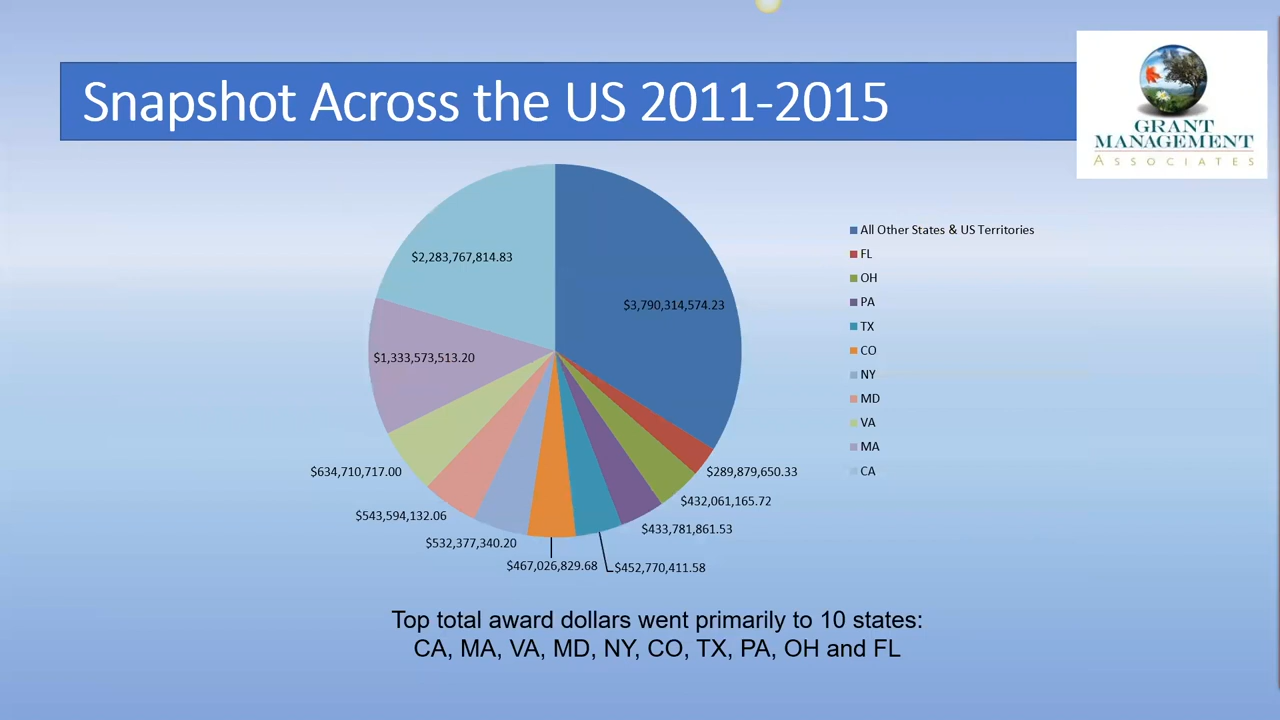 Snapshot Across the US 2011-2015
GRANT
MANAGEMENT
ASSOCIATES
$2,283,767,814.83
$3,790,314,574.23
$1,333,573,513.20
$634,710,717.00
$289,879,650.33
$432,061,165.72
$543,594,132.06
$433,781,861.53
$532,377,340.20
$467,026,829.68
$452,770,411.58
All Other States & US Territories
FL
OH
PA
TX
CO
NY
MD
VA
MA
CA
Top total award dollars went primarily to 10 states:
CA, MA, VA, MD, NY, CO, TX, PA, OH and FL